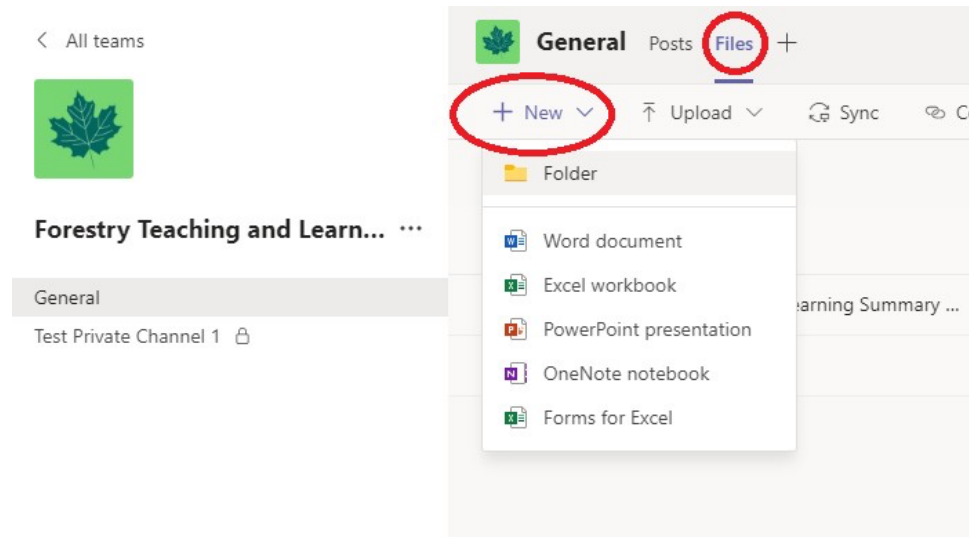 All teams
Forestry Teaching and Learn... ...
General
Test Private Channel 1
General Posts Files +
+ New Upload Sync
Folder
Word document
Excel workbook
PowerPoint presentation
OneNote notebook
Forms for Excel
earning Summary ...